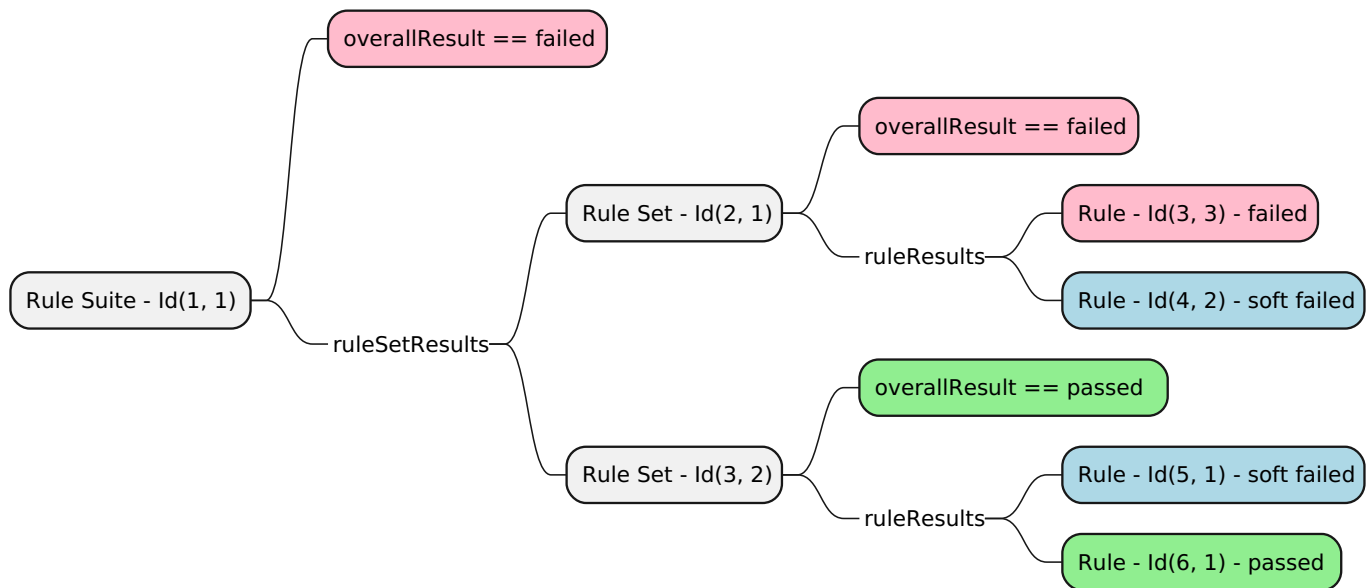 overallResult == failed
overallResult == failed
Rule Set - Id(2, 1)
Rule - Id(3, 3) - failed
ruleResults
Rule Suite - Id(1, 1)
Rule - Id(4, 2) - soft failed
ruleSetResults
overallResult == passed
Rule Set - Id(3, 2)
Rule - Id(5, 1) - soft failed
ruleResults
Rule - Id(6, 1) - passed